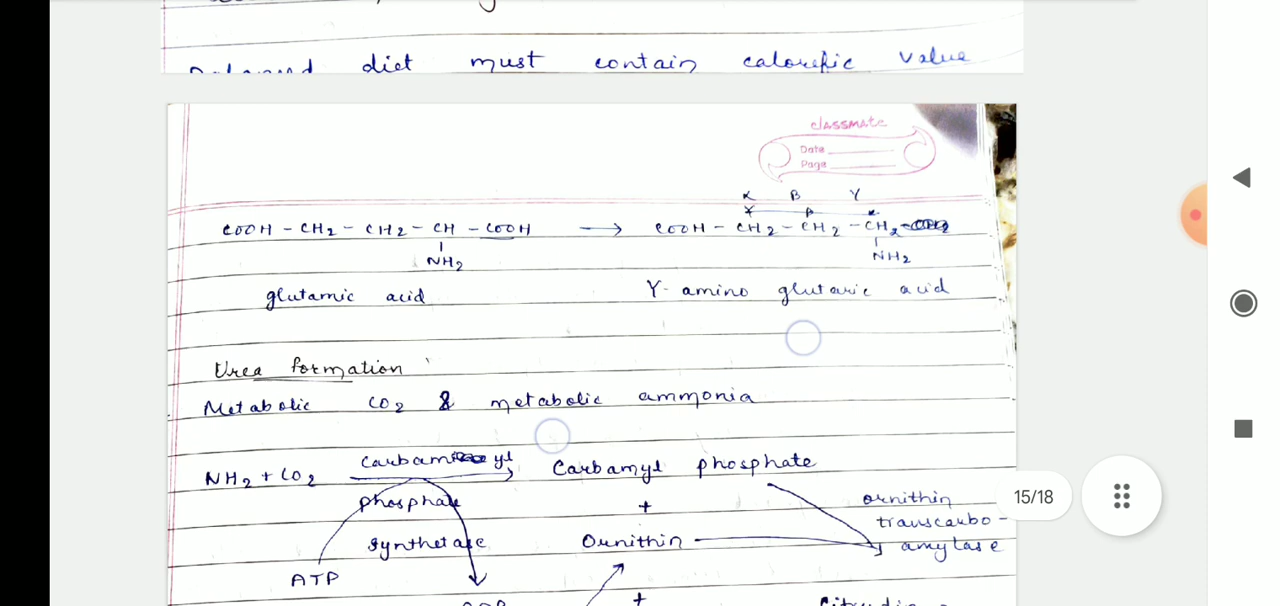 diet must contain calorific value
classmate
Date
Page
α β γ
COOH - CH2 - CH2 - CH - COOH → COOH - CH2 - CH2 - CH2
NH2 NH2
glutamic acid γ- amino glutaric acid
Urea formation
Metabolic CO2 & metabolic ammonia
NH2 + CO2 Carbamyl Carbamyl phosphate
phosphate + ornithin
transcarbo-
synthetase Ornithin amylase
ATP
+
15/18